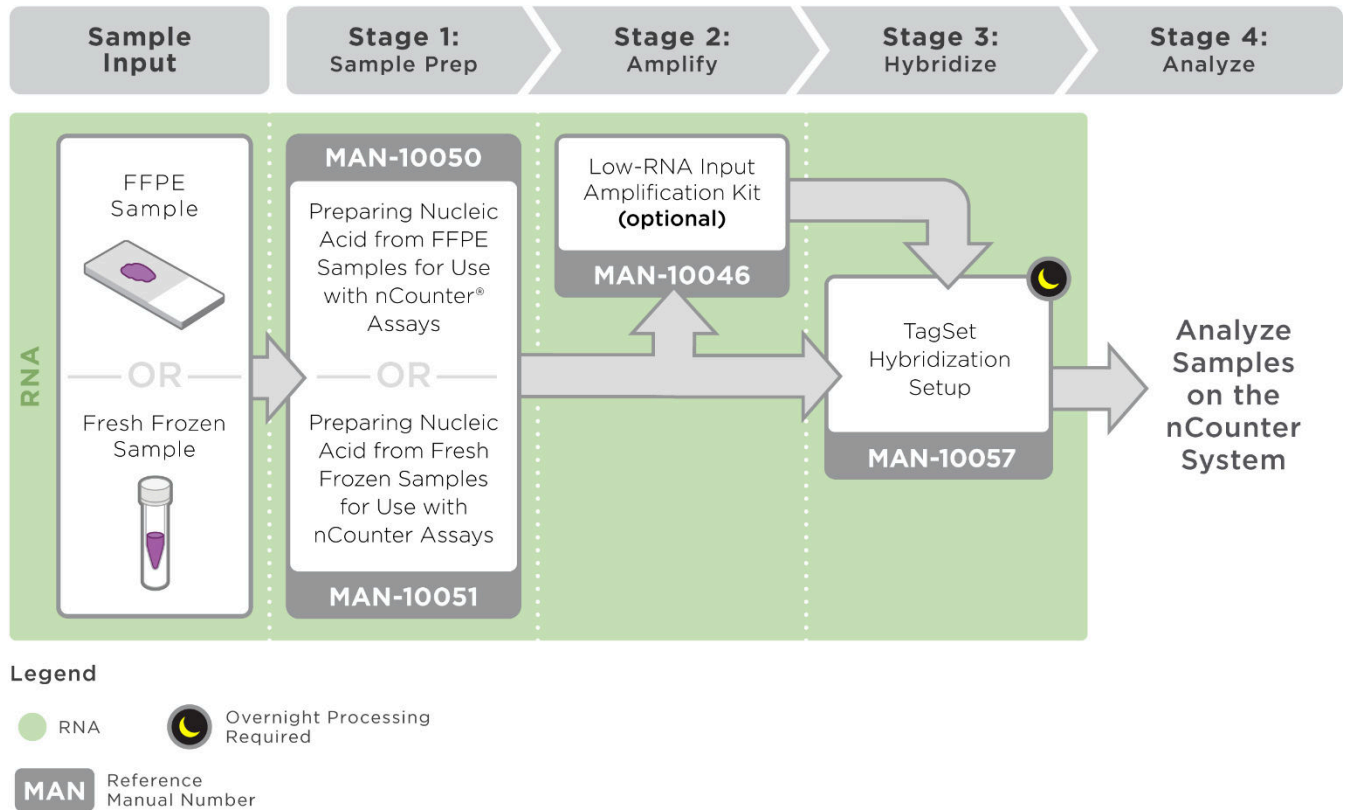 Sample
Input
Stage 1:
Sample Prep
Stage 2:
Amplify
Stage 3:
Hybridize
Stage 4:
Analyze
RNA
FFPE
Sample
OR
Fresh Frozen
Sample
MAN-10050
Preparing Nucleic
Acid from FFPE
Samples for Use
with nCounter®
Assays
OR
Preparing Nucleic
Acid from Fresh
Frozen Samples
for Use with
nCounter Assays
MAN-10051
Low-RNA Input
Amplification Kit
(optional)
MAN-10046
TagSet
Hybridization
Setup
MAN-10057
Analyze
Samples
on the
nCounter
System
Legend
RNA
Overnight Processing
Required
MAN
Reference
Manual Number